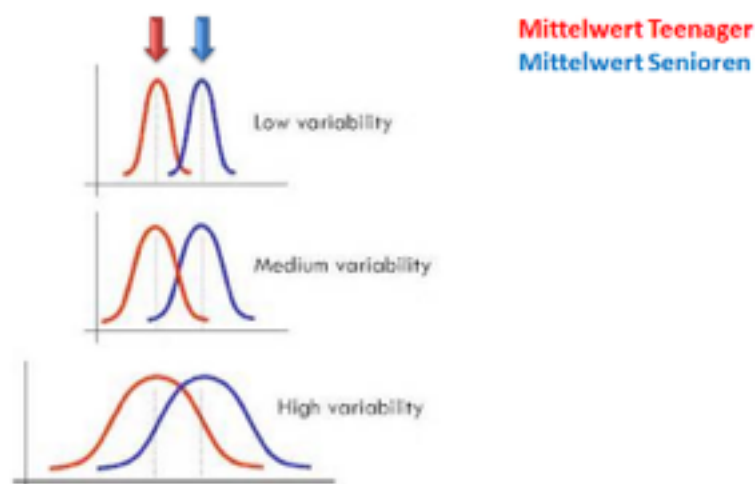 Mittelwert Teenager
Mittelwert Senioren
Low variability
Medium variability
High variability